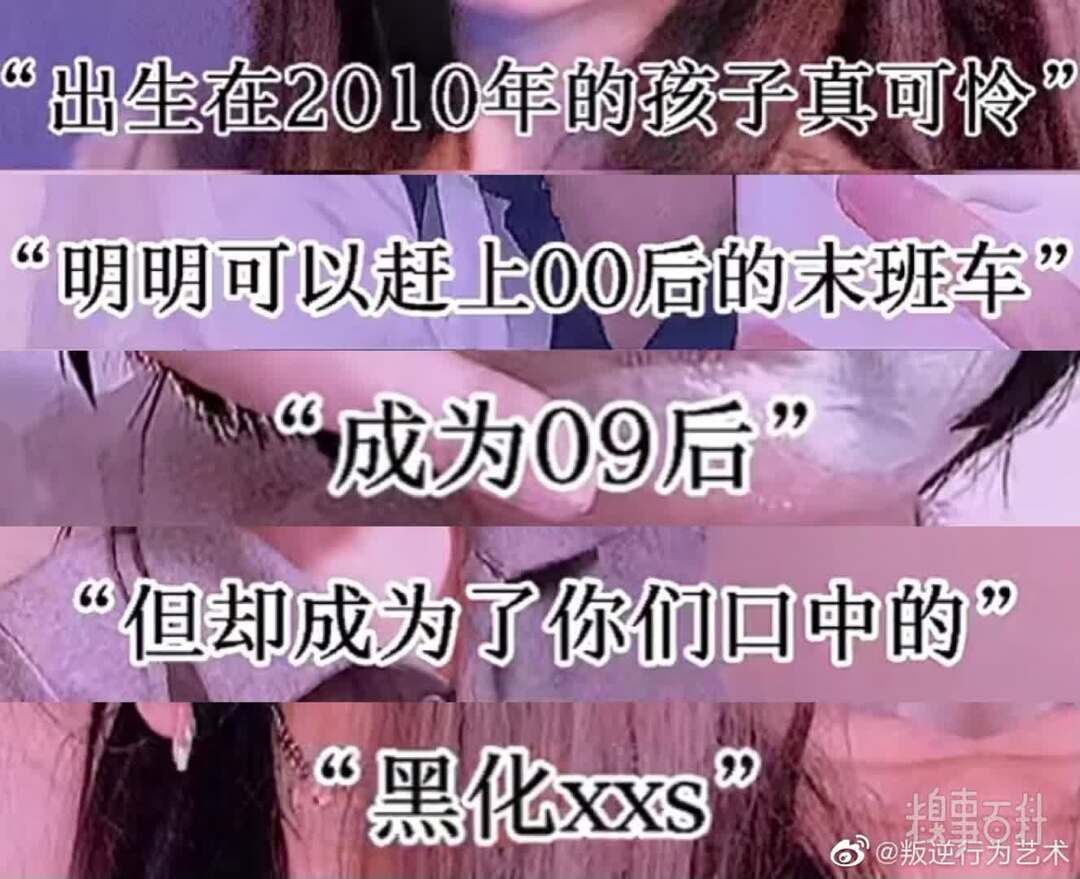 “出生在2010年的孩子真可怜”
“明明可以赶上00后的末班车”
“成为09后”
“但却成为了你们口中的”
“黑化xxs”
糗事百科
@叛逆行为艺术